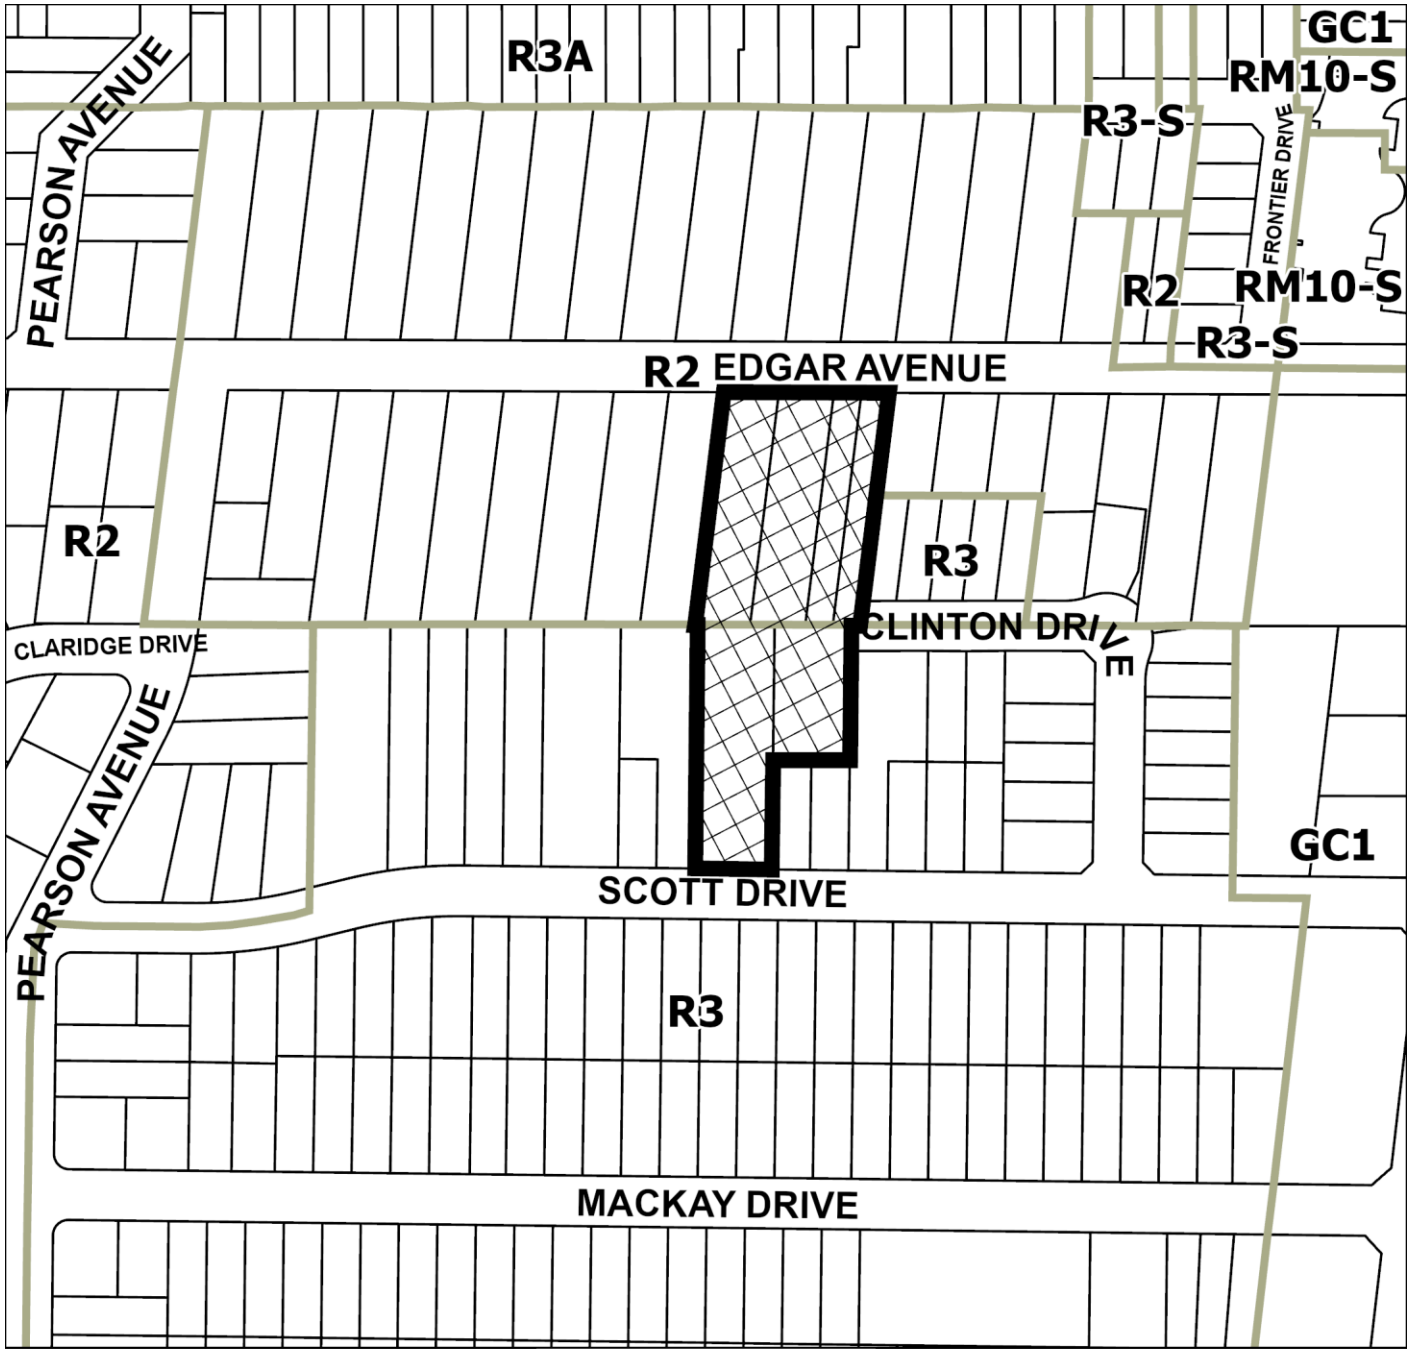 GC1
R3A
PEARSON AVENUE
RM10-S
R3-S
FRONTIER DRIVE
R2
RM10-S
R3-S
R2 EDGAR AVENUE
R2
R3
CLINTON DRIVE
CLARIDGE DRIVE
PEARSON AVENUE
GC1
SCOTT DRIVE
R3
MACKAY DRIVE